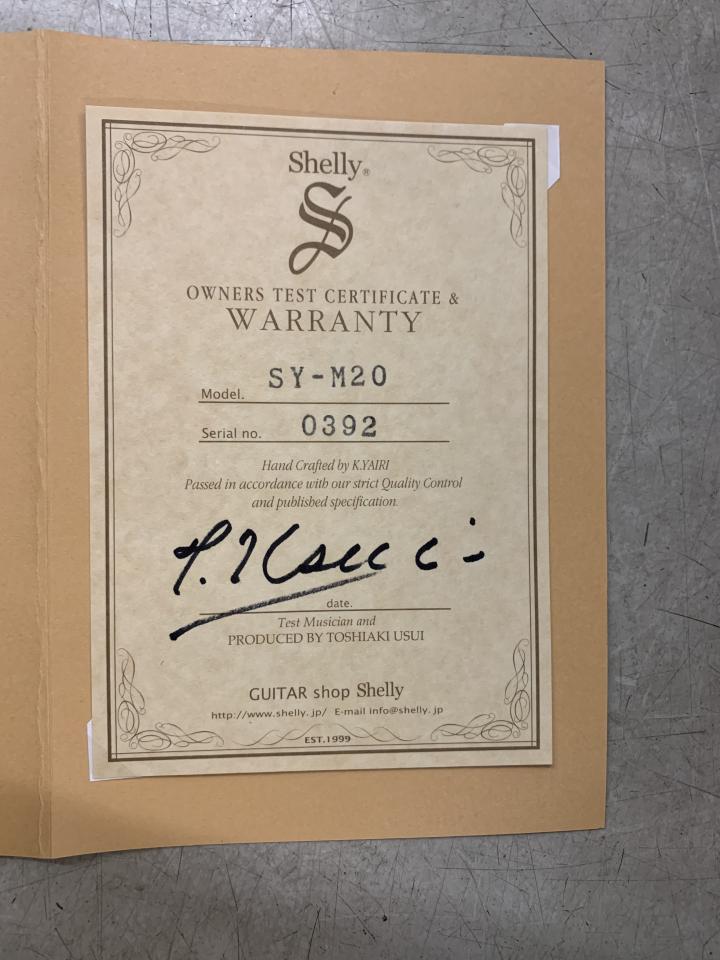 Shelly®
S
OWNERS TEST CERTIFICATE &
WARRANTY
Model. SY-M20
Serial no. 0392
Hand Crafted by K.YAIRI
Passed in accordance with our strict Quality Control
and published specification.
T. Usui
date.
Test Musician and
PRODUCED BY TOSHIAKI USUI
GUITAR shop Shelly
http://www.shelly.jp/ E-mail info@shelly.jp
EST.1999